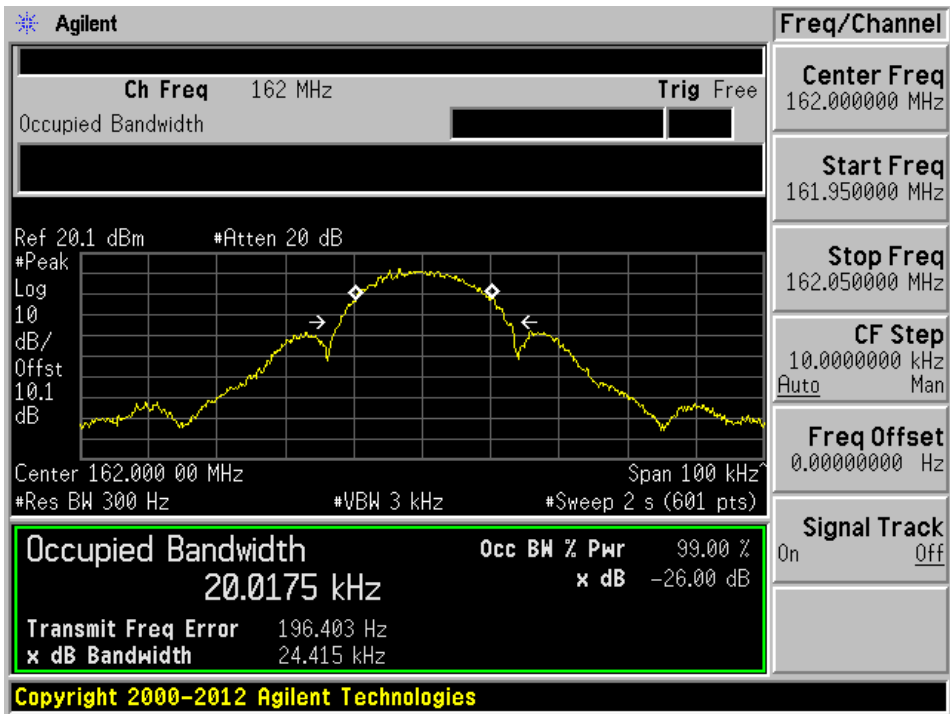 Agilent
Freq/Channel
Ch Freq 162 MHz Trig Free
Occupied Bandwidth
Center Freq
162.000000 MHz
Start Freq
161.950000 MHz
Stop Freq
162.050000 MHz
CF Step
10.0000000 kHz
Auto Man
Freq Offset
0.00000000 Hz
Signal Track
On Off
Ref 20.1 dBm #Atten 20 dB
#Peak
Log
10
dB/
Offst
10.1
dB
Center 162.000 00 MHz Span 100 kHz^
#Res BW 300 Hz #VBW 3 kHz #Sweep 2 s (601 pts)
Occupied Bandwidth Occ BW % Pwr 99.00 %
20.0175 kHz x dB -26.00 dB
Transmit Freq Error 196.403 Hz
x dB Bandwidth 24.415 kHz
Copyright 2000-2012 Agilent Technologies